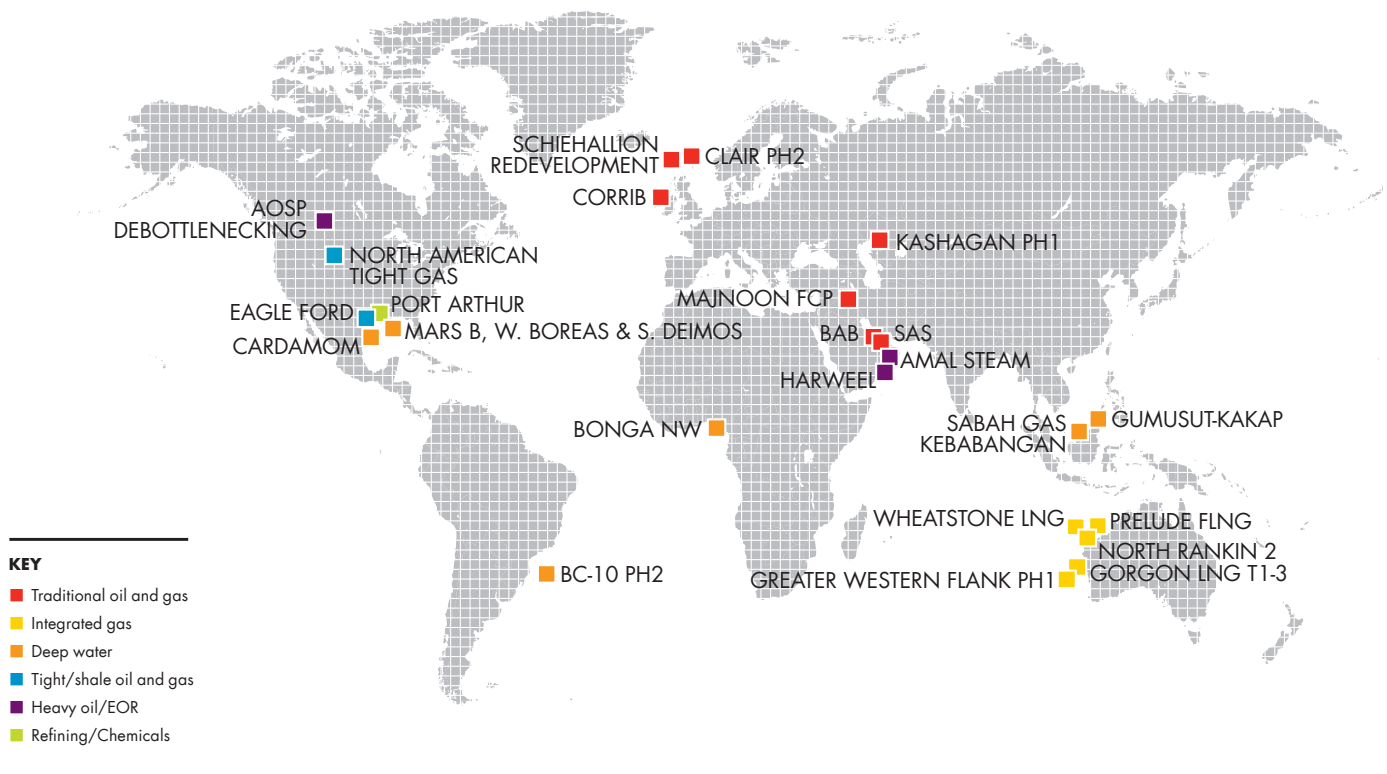 SCHIEHALLION
REDEVELOPMENT
CLAIR PH2
CORRIB
AOSP
DEBOTTLENECKING
NORTH AMERICAN
TIGHT GAS
KASHAGAN PH1
MAJNOON FCP
EAGLE FORD
PORT ARTHUR
MARS B, W. BOREAS & S. DEIMOS
CARDAMOM
BAB
SAS
AMAL STEAM
HARWEEL
BONGA NW
SABAH GAS
KEBABANGAN
GUMUSUT-KAKAP
WHEATSTONE LNG
PRELUDE FLNG
NORTH RANKIN 2
GORGON LNG T1-3
GREATER WESTERN FLANK PH1
BC-10 PH2
KEY
Traditional oil and gas
Integrated gas
Deep water
Tight/shale oil and gas
Heavy oil/EOR
Refining/Chemicals